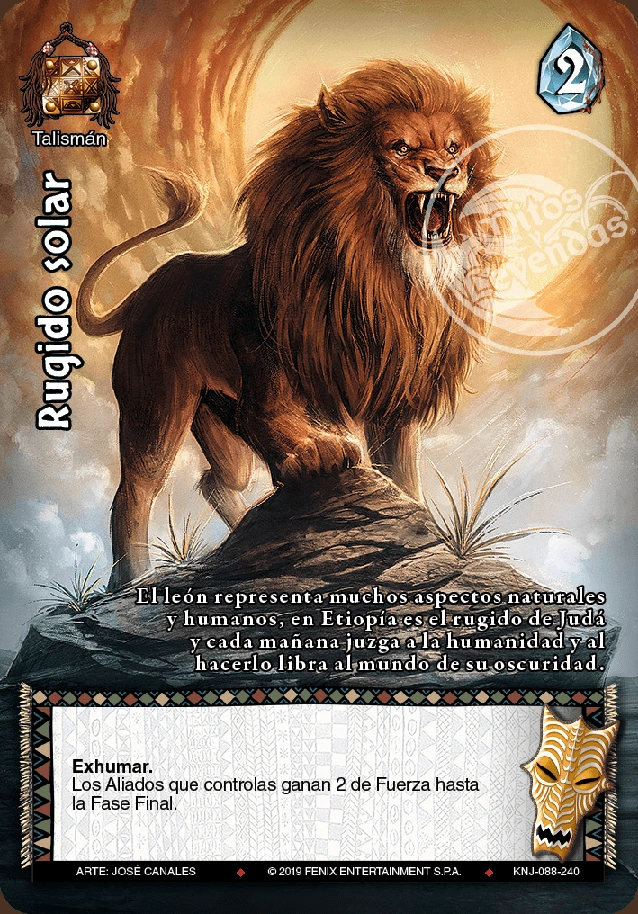 Talismán
2
Rugido solar
mitos
y
leyendas®
El león representa muchos aspectos naturales
y humanos, en Etiopía es el rugido de Judá
y cada mañana juzga a la humanidad y al
hacerlo libra al mundo de su oscuridad.
Exhumar.
Los Aliados que controlas ganan 2 de Fuerza hasta
la Fase Final.
ARTE: JOSÉ CANALES ♦ © 2019 FENIX ENTERTAINMENT S.P.A. ♦ KNJ-088-240